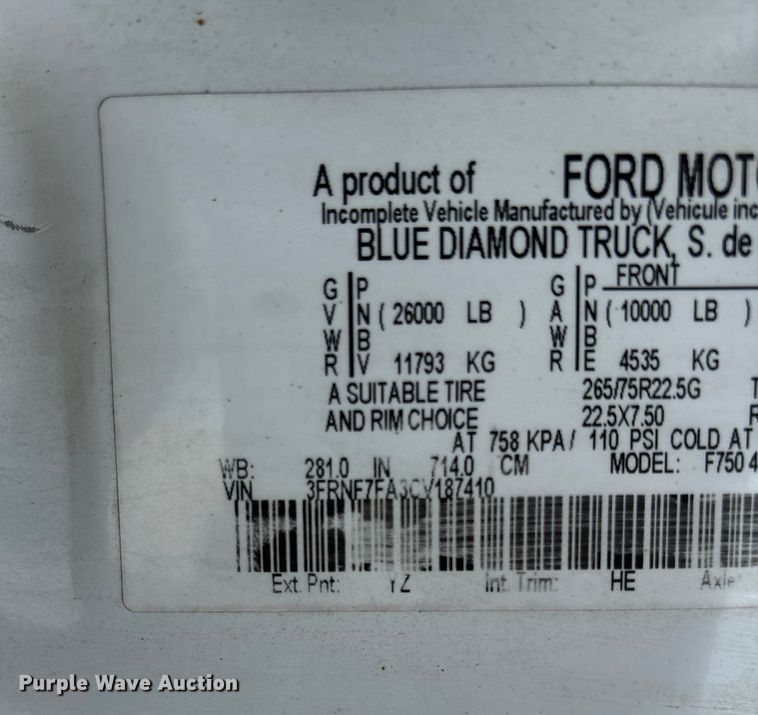 A product of FORD MOTO
Incomplete Vehicle Manufactured by (Vehicule inc
BLUE DIAMOND TRUCK, S. de
G P G P FRONT
V N ( 26000 LB ) A N ( 10000 LB )
W B W B
R V 11793 KG R E 4535 KG
A SUITABLE TIRE 265/75R22.5G T
AND RIM CHOICE 22.5X7.50 R
AT 758 KPA/ 110 PSI COLD AT
WB: 281.0 IN 714.0 CM MODEL: F750 4
VIN 3FRNF7FA3CV187410
Ext. Pnt: YZ Int. Trim: HE Axle
Purple Wave Auction